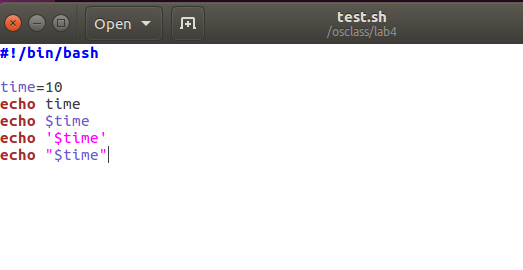 Open
test.sh
/osclass/lab4
#!/bin/bash
time=10
echo time
echo $time
echo '$time'
echo "$time"